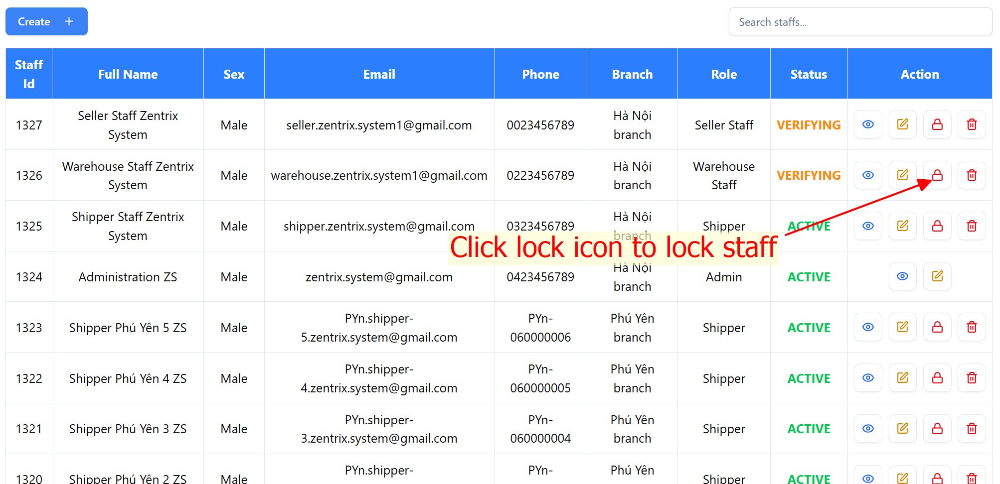 Create +
Search staffs...
Staff Id	Full Name	Sex	Email	Phone	Branch	Role	Status	Action
1327	Seller Staff Zentrix System	Male	seller.zentrix.system1@gmail.com	0023456789	Hà Nội branch	Seller Staff	VERIFYING
1326	Warehouse Staff Zentrix System	Male	warehouse.zentrix.system1@gmail.com	0223456789	Hà Nội branch	Warehouse Staff	VERIFYING
1325	Shipper Staff Zentrix System	Male	shipper.zentrix.system@gmail.com	0323456789	Hà Nội branch	Shipper	ACTIVE
Click lock icon to lock staff
1324	Administration ZS	Male	zentrix.system@gmail.com	0423456789	Hà Nội branch	Admin	ACTIVE
1323	Shipper Phú Yên 5 ZS	Male	PYn.shipper-5.zentrix.system@gmail.com	PYn-060000006	Phú Yên branch	Shipper	ACTIVE
1322	Shipper Phú Yên 4 ZS	Male	PYn.shipper-4.zentrix.system@gmail.com	PYn-060000005	Phú Yên branch	Shipper	ACTIVE
1321	Shipper Phú Yên 3 ZS	Male	PYn.shipper-3.zentrix.system@gmail.com	PYn-060000004	Phú Yên branch	Shipper	ACTIVE
1320	Shipper Phú Yên 2 ZS	Male	PYn.shipper-	PYn-	Phú Yên	Shipper	ACTIVE